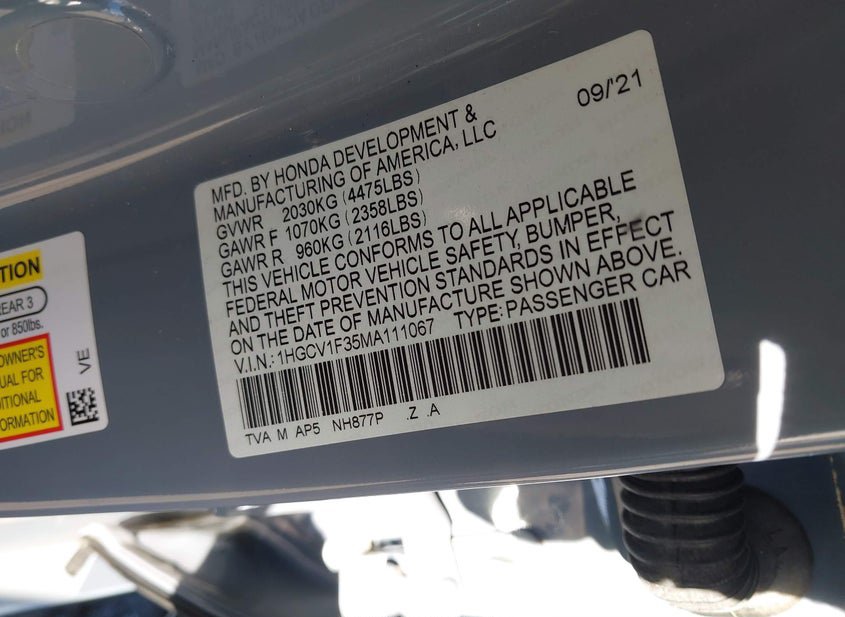 09/'21
MFD. BY HONDA DEVELOPMENT &
MANUFACTURING OF AMERICA, LLC
GVWR 2030KG (4475LBS)
GAWR F 1070KG (2358LBS)
GAWR R 960KG (2116LBS)
THIS VEHICLE CONFORMS TO ALL APPLICABLE
FEDERAL MOTOR VEHICLE SAFETY, BUMPER,
AND THEFT PREVENTION STANDARDS IN EFFECT
ON THE DATE OF MANUFACTURE SHOWN ABOVE.
V.I.N.: 1HGCV1F35MA111067 TYPE: PASSENGER CAR
TVA M AP5 NH877P .Z .A
TION
REAR 3
or 850lbs.
OWNER'S
UAL FOR
ITIONAL
ORMATION
VE